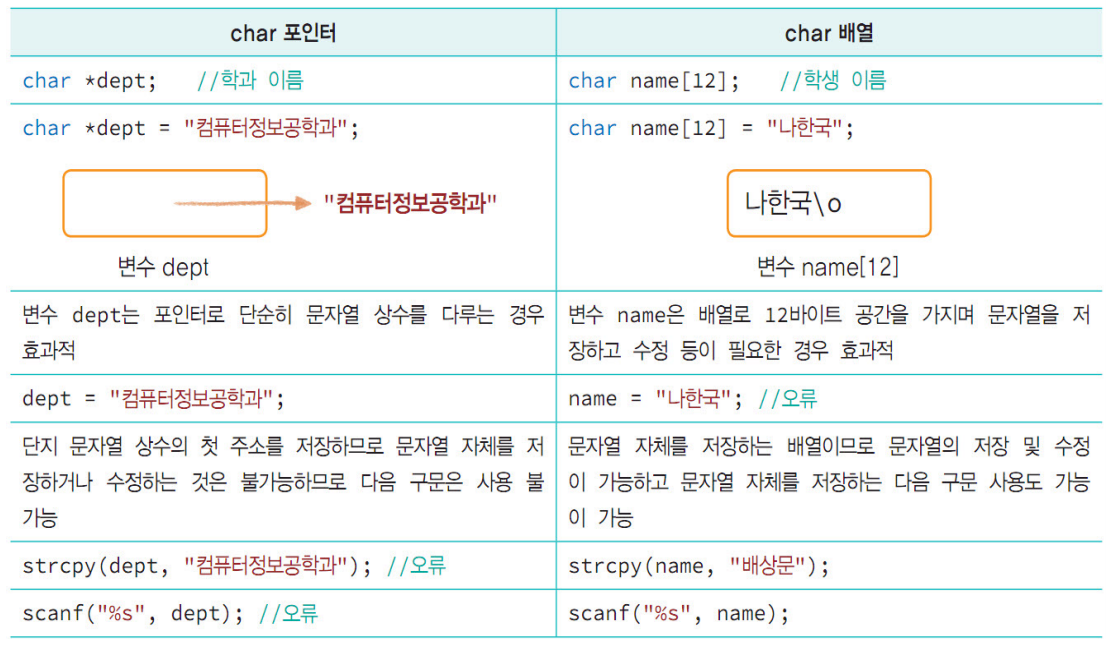 char 포인터
char 배열
char *dept; //학과 이름
char name[12]; //학생 이름
char *dept = "컴퓨터정보공학과";
char name[12] = "나한국";
"컴퓨터정보공학과"
변수 dept
나한국\o
변수 name[12]
변수 dept는 포인터로 단순히 문자열 상수를 다루는 경우
효과적
변수 name은 배열로 12바이트 공간을 가지며 문자열을 저
장하고 수정 등이 필요한 경우 효과적
dept = "컴퓨터정보공학과";
name = "나한국"; //오류
단지 문자열 상수의 첫 주소를 저장하므로 문자열 자체를 저
장하거나 수정하는 것은 불가능하므로 다음 구문은 사용 불
가능
문자열 자체를 저장하는 배열이므로 문자열의 저장 및 수정
이 가능하고 문자열 자체를 저장하는 다음 구문 사용도 가능
이 가능
strcpy(dept, "컴퓨터정보공학과"); //오류
strcpy(name, "배상문");
scanf("%s", dept); //오류
scanf("%s", name);